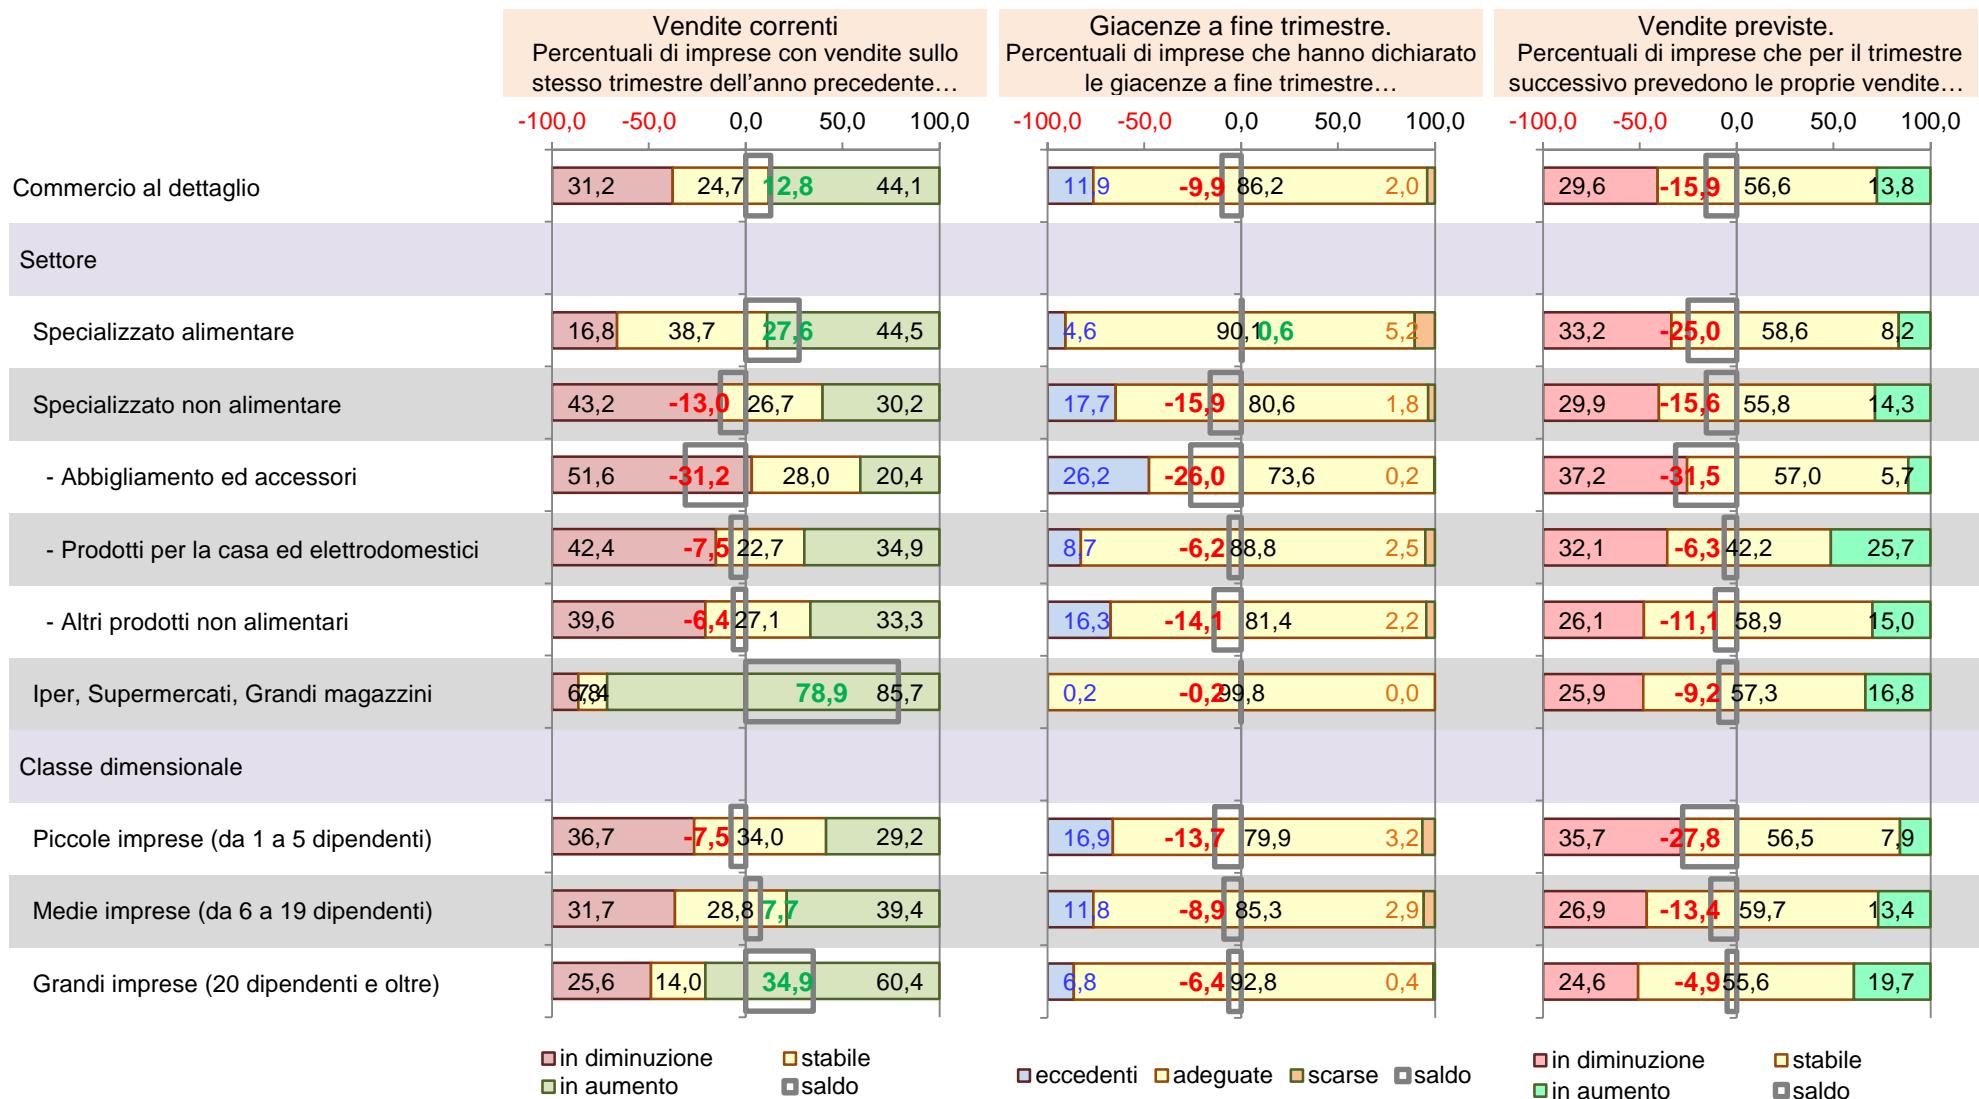 Vendite correnti
Percentuali di imprese con vendite sullo
stesso trimestre dell'anno precedente…
Giacenze a fine trimestre.
Percentuali di imprese che hanno dichiarato
le giacenze a fine trimestre…
Vendite previste.
Percentuali di imprese che per il trimestre
successivo prevedono le proprie vendite…
-100,0 -50,0 0,0 50,0 100,0 -100,0 -50,0 0,0 50,0 100,0 -100,0 -50,0 0,0 50,0 100,0
Commercio al dettaglio 31,2 24,7 12,8 44,1 11,9 -9,9 86,2 2,0 29,6 -15,9 56,6 13,8
Settore
Specializzato alimentare 16,8 38,7 27,6 44,5 4,6 90,1 0,6 5,2 33,2 -25,0 58,6 8,2
Specializzato non alimentare 43,2 -13,0 26,7 30,2 17,7 -15,9 80,6 1,8 29,9 -15,6 55,8 14,3
- Abbigliamento ed accessori 51,6 -31,2 28,0 20,4 26,2 -26,0 73,6 0,2 37,2 -31,5 57,0 5,7
- Prodotti per la casa ed elettrodomestici 42,4 -7,5 22,7 34,9 8,7 -6,2 88,8 2,5 32,1 -6,3 42,2 25,7
- Altri prodotti non alimentari 39,6 -6,4 27,1 33,3 16,3 -14,1 81,4 2,2 26,1 -11,1 58,9 15,0
Iper, Supermercati, Grandi magazzini 6,8 7,4 78,9 85,7 0,2 -0,2 99,8 0,0 25,9 -9,2 57,3 16,8
Classe dimensionale
Piccole imprese (da 1 a 5 dipendenti) 36,7 -7,5 34,0 29,2 16,9 -13,7 79,9 3,2 35,7 -27,8 56,5 7,9
Medie imprese (da 6 a 19 dipendenti) 31,7 28,8 7,7 39,4 11,8 -8,9 85,3 2,9 26,9 -13,4 59,7 13,4
Grandi imprese (20 dipendenti e oltre) 25,6 14,0 34,9 60,4 6,8 -6,4 92,8 0,4 24,6 -4,9 55,6 19,7
in diminuzione stabile
in aumento saldo
eccedenti adeguate scarse saldo
in diminuzione stabile
in aumento saldo